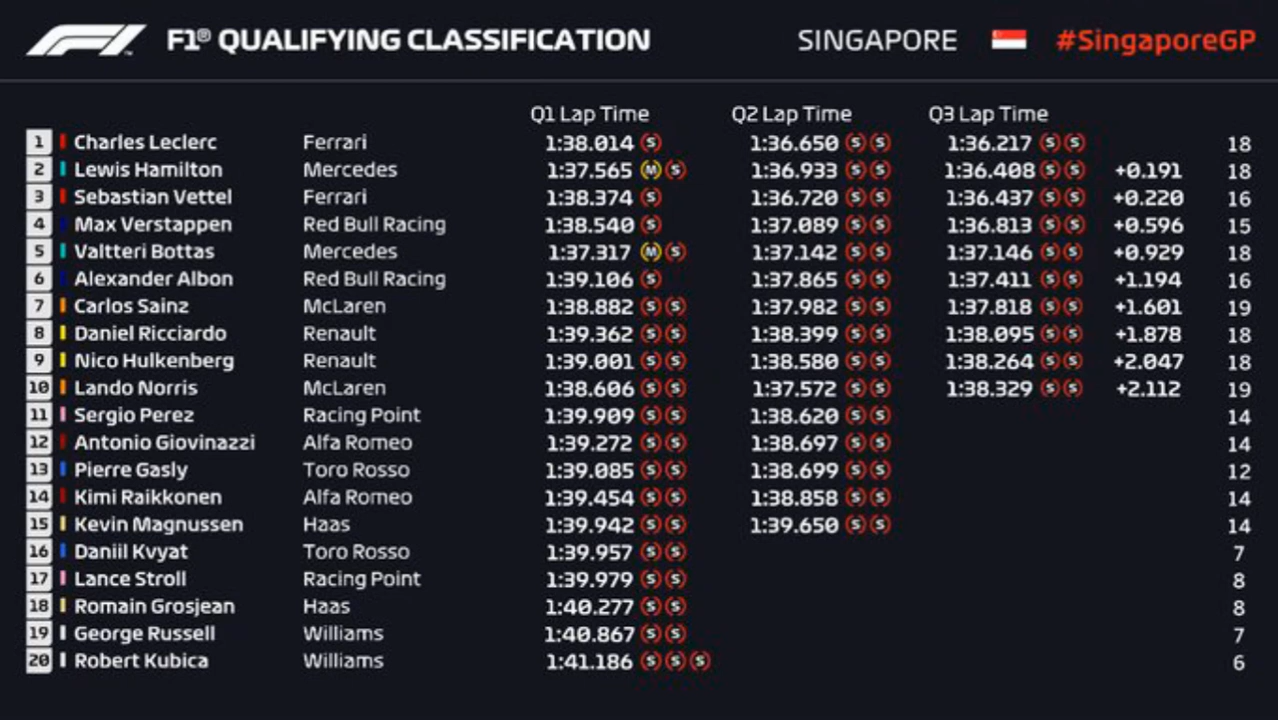 F1® QUALIFYING CLASSIFICATION SINGAPORE #SingaporeGP
Q1 Lap Time Q2 Lap Time Q3 Lap Time
1 Charles Leclerc Ferrari 1:38.014 S 1:36.650 S S 1:36.217 S S 18
2 Lewis Hamilton Mercedes 1:37.565 M S 1:36.933 S S 1:36.408 S S +0.191 18
3 Sebastian Vettel Ferrari 1:38.374 S 1:36.720 S S 1:36.437 S S +0.220 16
4 Max Verstappen Red Bull Racing 1:38.540 S 1:37.089 S S 1:36.813 S S +0.596 15
5 Valtteri Bottas Mercedes 1:37.317 M S 1:37.142 S S 1:37.146 S S +0.929 18
6 Alexander Albon Red Bull Racing 1:39.106 S 1:37.865 S S 1:37.411 S S +1.194 16
7 Carlos Sainz McLaren 1:38.882 S S 1:37.982 S S 1:37.818 S S +1.601 19
8 Daniel Ricciardo Renault 1:39.362 S S 1:38.399 S S 1:38.095 S S +1.878 18
9 Nico Hulkenberg Renault 1:39.001 S S 1:38.580 S S 1:38.264 S S +2.047 18
10 Lando Norris McLaren 1:38.606 S S 1:37.572 S S 1:38.329 S S +2.112 19
11 Sergio Perez Racing Point 1:39.909 S S 1:38.620 S S 14
12 Antonio Giovinazzi Alfa Romeo 1:39.272 S S 1:38.697 S S 14
13 Pierre Gasly Toro Rosso 1:39.085 S S 1:38.699 S S 12
14 Kimi Raikkonen Alfa Romeo 1:39.454 S S 1:38.858 S S 14
15 Kevin Magnussen Haas 1:39.942 S S 1:39.650 S S 14
16 Daniil Kvyat Toro Rosso 1:39.957 S S 7
17 Lance Stroll Racing Point 1:39.979 S S 8
18 Romain Grosjean Haas 1:40.277 S S 8
19 George Russell Williams 1:40.867 S S 7
20 Robert Kubica Williams 1:41.186 S S S 6